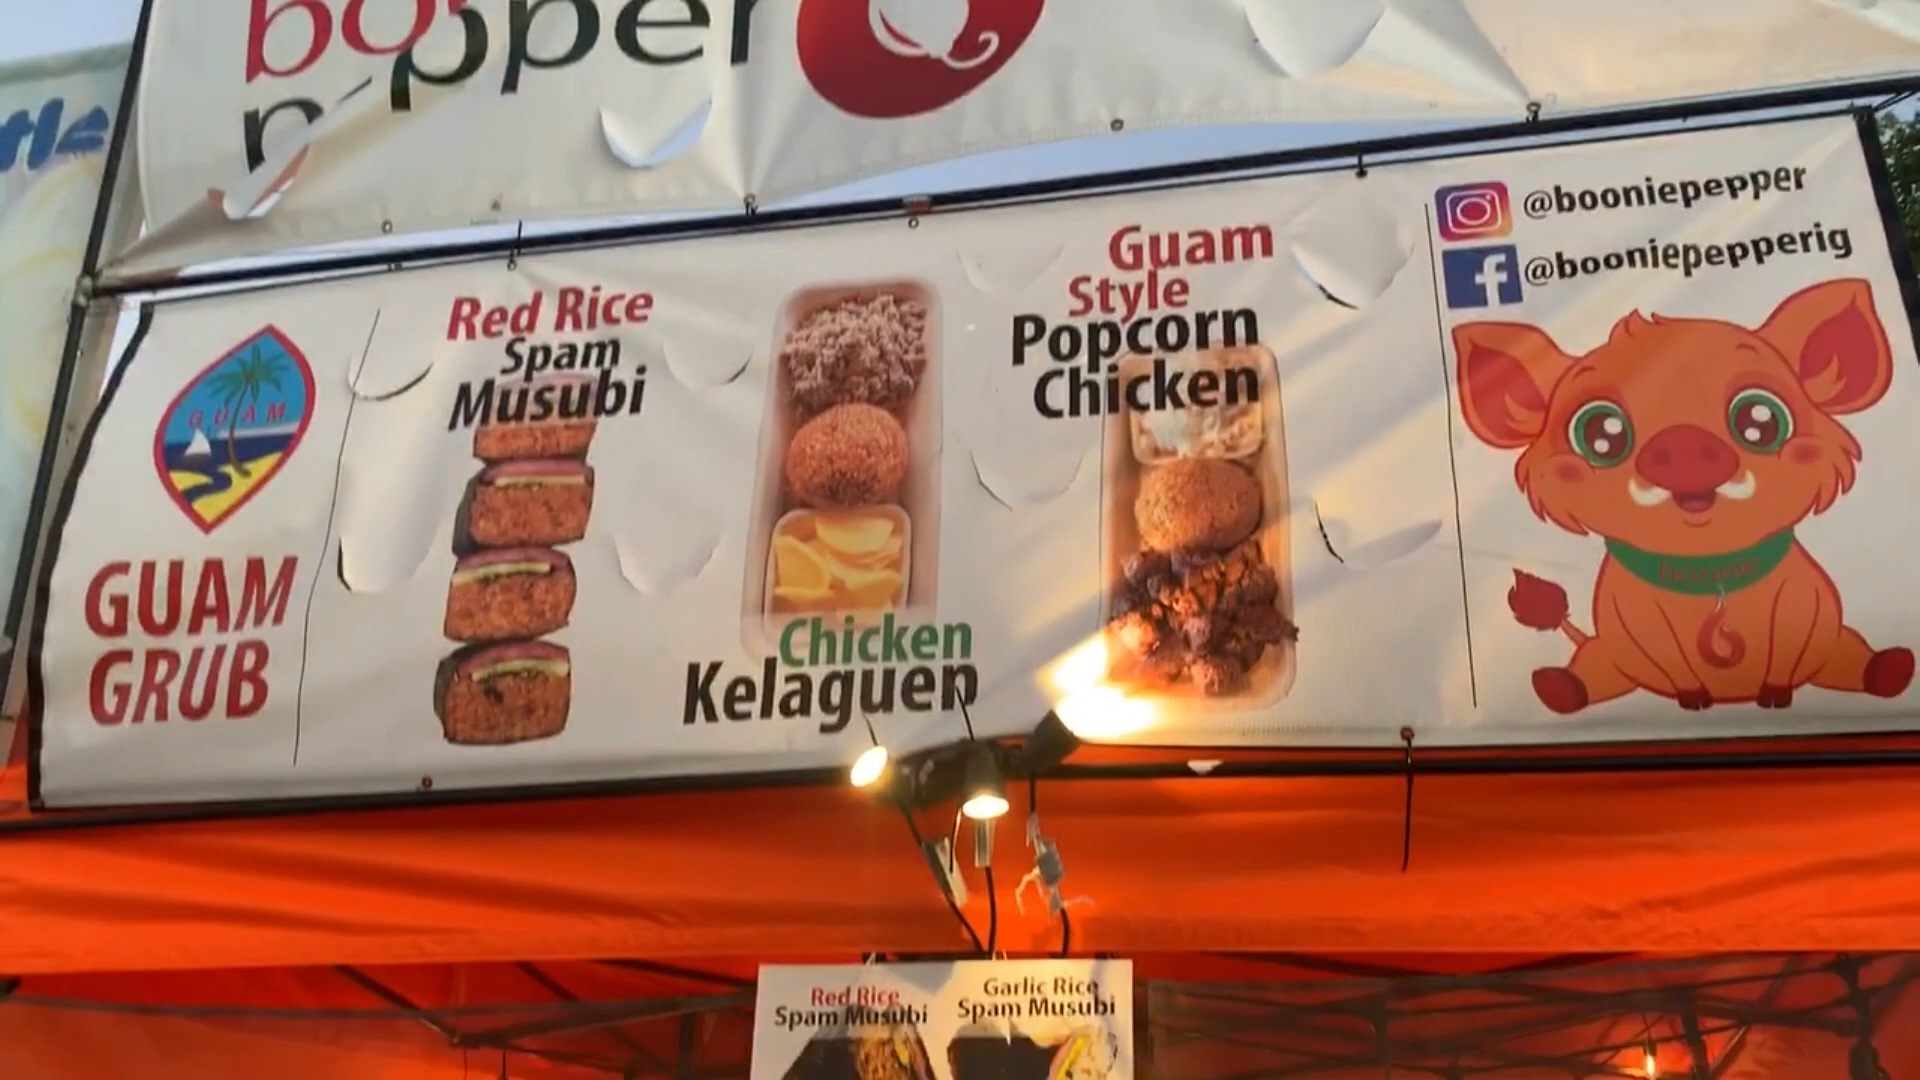 pepper
GUAM
GUAM
GRUB
Red Rice
Spam
Musubi
Chicken
Kelaguen
Guam
Style
Popcorn
Chicken
@booniepepper
@booniepepperig
Red Rice
Spam Musubi
Garlic Rice
Spam Musubi